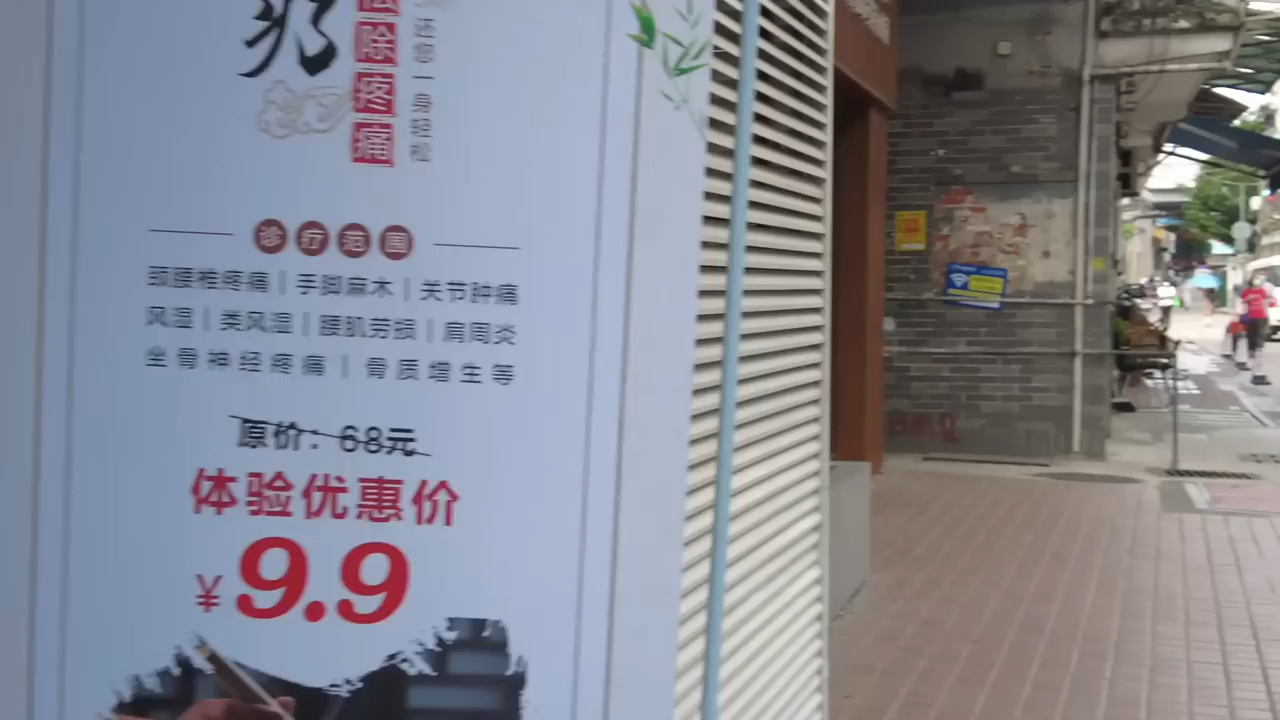 疗
祛除疼痛
还您一身轻松
诊疗范围
颈腰椎疼痛｜手脚麻木｜关节肿痛
风湿｜类风湿｜腰肌劳损｜肩周炎
坐骨神经疼痛｜骨质增生等
原价：68元
体验优惠价
¥9.9